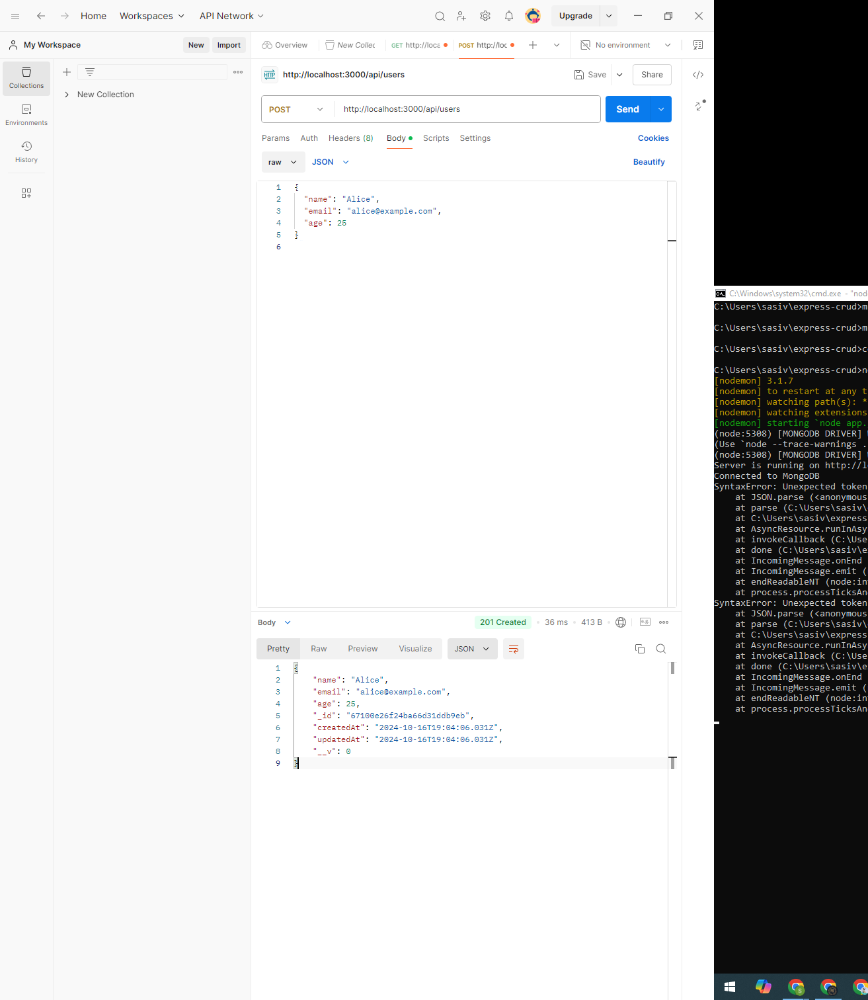 Home Workspaces API Network Upgrade
My Workspace New Import Overview New Collec GET http://loca POST http://loc No environment
Collections
Environments
History
New Collection
HTTP http://localhost:3000/api/users Save Share
POST http://localhost:3000/api/users Send
Params Auth Headers (8) Body Scripts Settings Cookies
raw JSON Beautify
1 {
2 "name": "Alice",
3 "email": "alice@example.com",
4 "age": 25
5 }
6
Body 201 Created 36 ms 413 B e.g.
Pretty Raw Preview Visualize JSON
1 {
2 "name": "Alice",
3 "email": "alice@example.com",
4 "age": 25,
5 "_id": "67100e26f24ba66d31ddb9eb",
6 "createdAt": "2024-10-16T19:04:06.031Z",
7 "updatedAt": "2024-10-16T19:04:06.031Z",
8 "__v": 0
9 }
C:\Windows\system32\cmd.exe - "nod
C:\Users\sasiv\express-crud>m
C:\Users\sasiv\express-crud>m
C:\Users\sasiv\express-crud>c
C:\Users\sasiv\express-crud>n
[nodemon] 3.1.7
[nodemon] to restart at any t
[nodemon] watching path(s): *
[nodemon] watching extensions
[nodemon] starting `node app.
(node:5308) [MONGODB DRIVER]
(Use `node --trace-warnings .
(node:5308) [MONGODB DRIVER]
Server is running on http://l
Connected to MongoDB
SyntaxError: Unexpected token
at JSON.parse (<anonymous
at parse (C:\Users\sasiv\
at C:\Users\sasiv\express
at AsyncResource.runInAsy
at invokeCallback (C:\Use
at done (C:\Users\sasiv\e
at IncomingMessage.onEnd
at IncomingMessage.emit (
at endReadableNT (node:in
at process.processTicksAn
SyntaxError: Unexpected token
at JSON.parse (<anonymous
at parse (C:\Users\sasiv\
at C:\Users\sasiv\express
at AsyncResource.runInAsy
at invokeCallback (C:\Use
at done (C:\Users\sasiv\e
at IncomingMessage.onEnd
at IncomingMessage.emit (
at endReadableNT (node:in
at process.processTicksAn